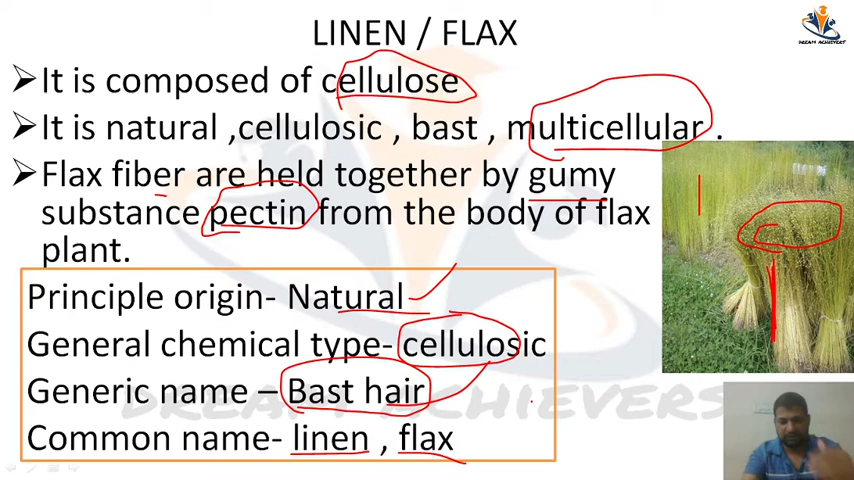 LINEN / FLAX
DREAM ACHIEVERS
➢It is composed of cellulose
➢It is natural ,cellulosic , bast , multicellular .
➢Flax fiber are held together by gumy
substance pectin from the body of flax
plant.
Principle origin- Natural
General chemical type- cellulosic
Generic name – Bast hair
Common name- linen , flax
DREAM ACHIEVERS